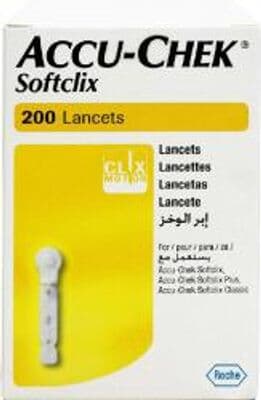 ACCU-CHEK®
Softclix
200 Lancets
CLIX
MOTION
Lancets
Lancettes
Lancetas
Lancete
إبر الوخز
For / pour / para / za /
يستعمل مع
Accu-Chek Softclix,
Accu-Chek Softclix Plus,
Accu-Chek Softclix Classic
Roche